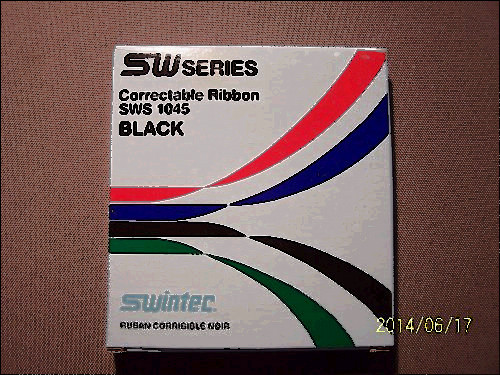 SW SERIES
Correctable Ribbon
SWS 1045
BLACK
swintec
RUBAN CORRIGIBLE NOIR
2014/06/17